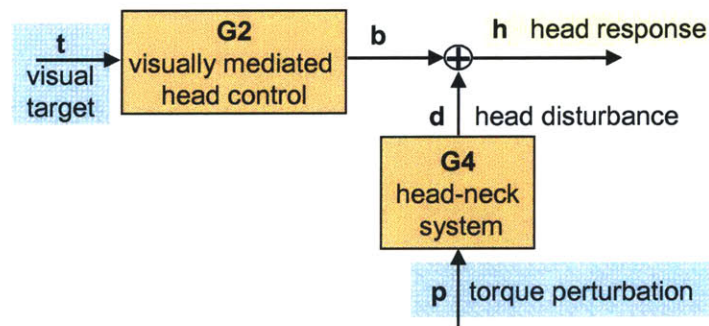 t
visual
target
G2
visually mediated
head control
b
h head response
d head disturbance
G4
head-neck
system
p torque perturbation